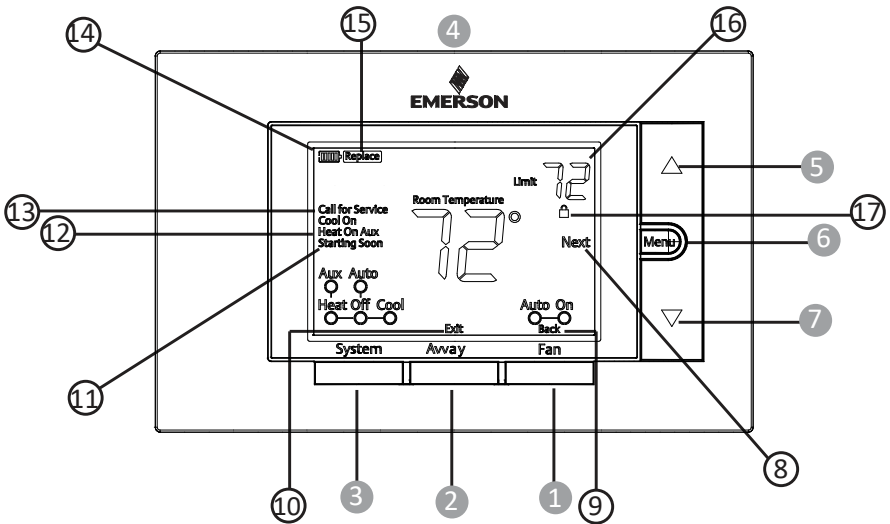 14
15
4
16
EMERSON
Replace
72
5
Limit
Room Temperature
13
Call for Service
Cool On
72°
17
12
Heat On Aux
Starting Soon
Next
Menu
6
Aux Auto
Heat Off Cool
Auto On
7
Exit
Back
System
Away
Fan
11
8
10
3
2
1
9